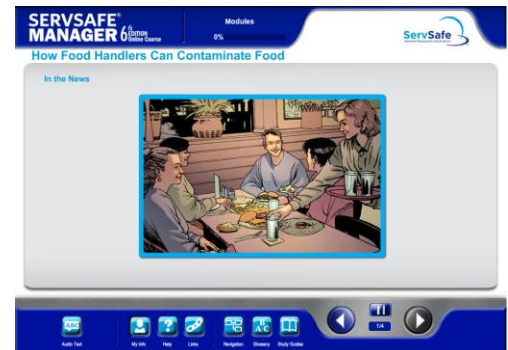 SERVSAFE®
MANAGER 6th EDITION
Online Course
Modules
0%
ServSafe
How Food Handlers Can Contaminate Food
In the News
ABC
Audio Text
My Info
Help
Links
Navigation
Glossary
Study Guides
1/4